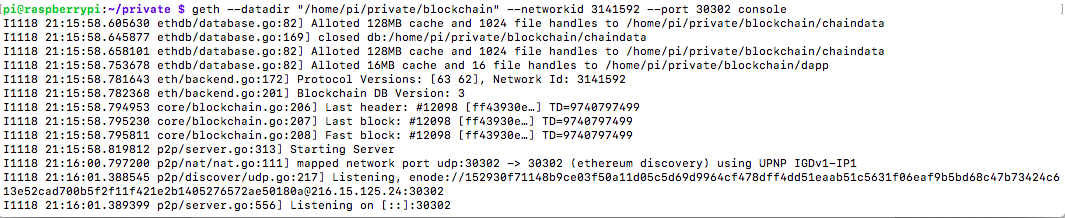 [pi@raspberrypi:~/private $ geth --datadir "/home/pi/private/blockchain" --networkid 3141592 --port 30302 console ]
I1118 21:15:58.605630 ethdb/database.go:82] Alloted 128MB cache and 1024 file handles to /home/pi/private/blockchain/chaindata
I1118 21:15:58.645877 ethdb/database.go:169] closed db:/home/pi/private/blockchain/chaindata
I1118 21:15:58.658101 ethdb/database.go:82] Alloted 128MB cache and 1024 file handles to /home/pi/private/blockchain/chaindata
I1118 21:15:58.753678 ethdb/database.go:82] Alloted 16MB cache and 16 file handles to /home/pi/private/blockchain/dapp
I1118 21:15:58.781643 eth/backend.go:172] Protocol Versions: [63 62], Network Id: 3141592
I1118 21:15:58.782368 eth/backend.go:201] Blockchain DB Version: 3
I1118 21:15:58.794953 core/blockchain.go:206] Last header: #12098 [ff43930e…] TD=9740797499
I1118 21:15:58.795230 core/blockchain.go:207] Last block: #12098 [ff43930e…] TD=9740797499
I1118 21:15:58.795811 core/blockchain.go:208] Fast block: #12098 [ff43930e…] TD=9740797499
I1118 21:15:58.819812 p2p/server.go:313] Starting Server
I1118 21:16:00.797200 p2p/nat/nat.go:111] mapped network port udp:30302 -> 30302 (ethereum discovery) using UPNP IGDv1-IP1
I1118 21:16:01.388545 p2p/discover/udp.go:217] Listening, enode://152930f71148b9ce03f50a11d05c5d69d9964cf478dff4dd51eaab51c5631f06eaf9b5bd68c47b73424c6
13e52cad700b5f2f11f421e2b1405276572ae50180a@216.15.125.24:30302
I1118 21:16:01.389399 p2p/server.go:556] Listening on [::]:30302